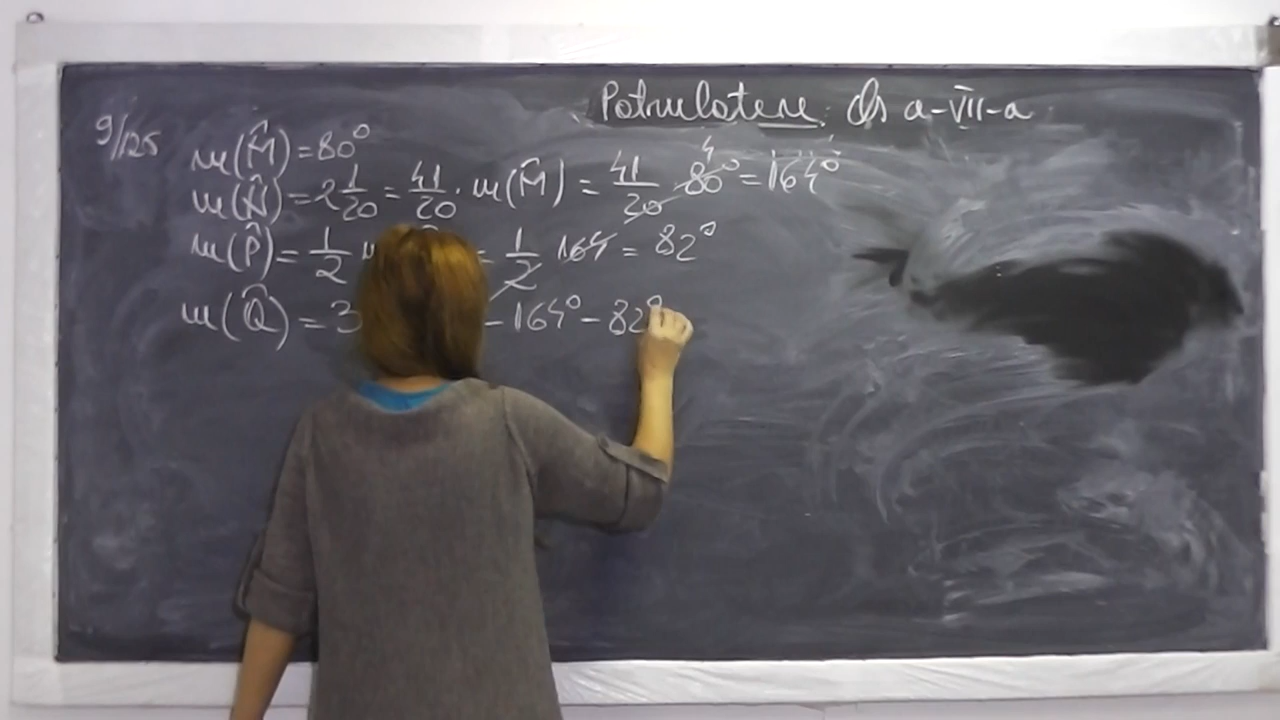 Patrulatere. Cls a-VII-a
9/125
m(M̂)=80°
m(N̂)=2 1/20 = 41/20 · m(M̂) = 41/20 · 80° = 164°
m(P̂)= 1/2 = 1/2 164 = 82°
m(Q̂)=3 - 164° - 82°